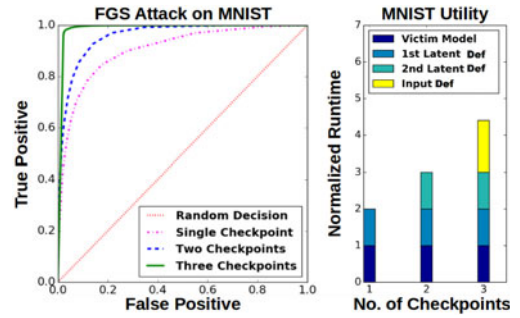 FGS Attack on MNIST
True Positive
1.0
0.8
0.6
0.4
0.2
0.0
0.0 0.2 0.4 0.6 0.8 1.0
False Positive
Random Decision
Single Checkpoint
Two Checkpoints
Three Checkpoints
MNIST Utility
Normalized Runtime
7
6
5
4
3
2
1
0
1 2 3
No. of Checkpoints
Victim Model
1st Latent Def
2nd Latent Def
Input Def